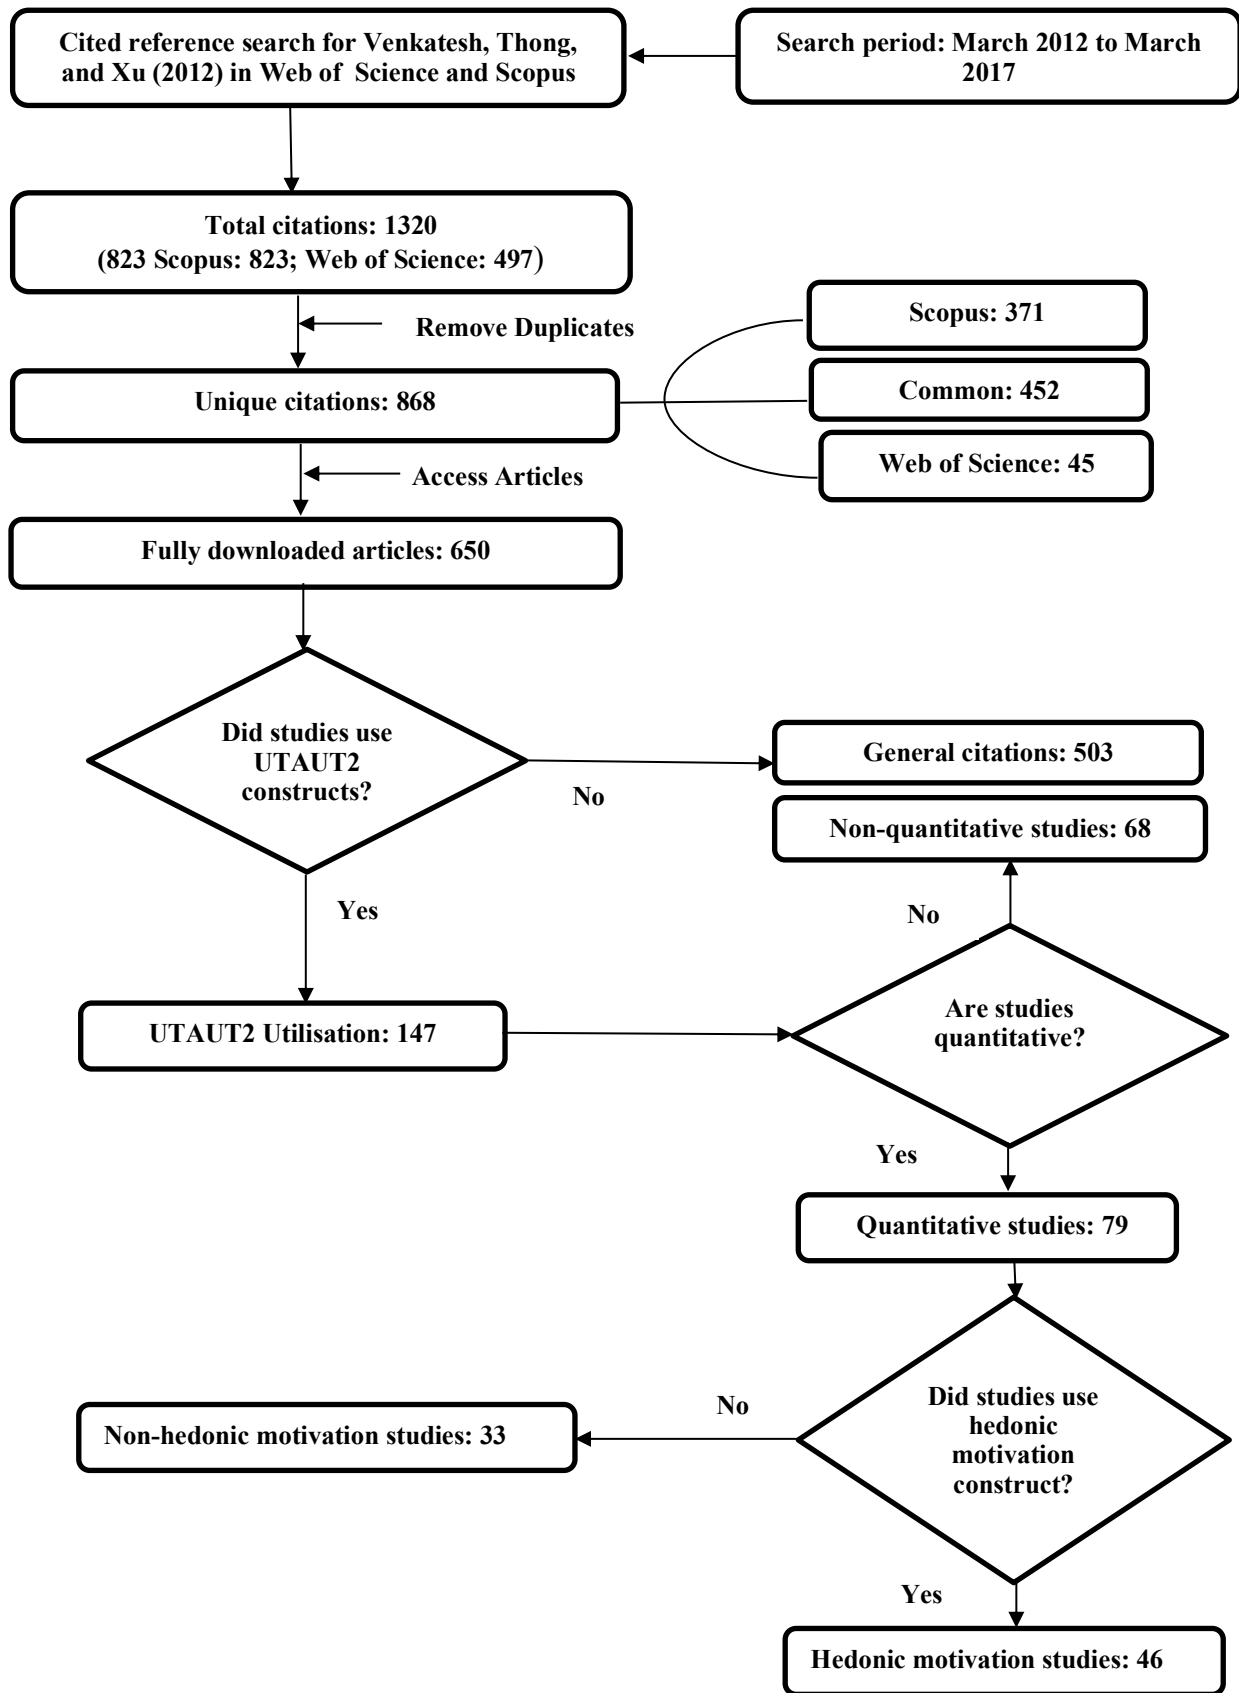 Cited reference search for Venkatesh, Thong,
and Xu (2012) in Web of Science and Scopus
Search period: March 2012 to March
2017
Total citations: 1320
(823 Scopus: 823; Web of Science: 497)
Remove Duplicates
Scopus: 371
Unique citations: 868
Common: 452
Web of Science: 45
Access Articles
Fully downloaded articles: 650
Did studies use
UTAUT2
constructs?
No
General citations: 503
Non-quantitative studies: 68
Yes
No
UTAUT2 Utilisation: 147
Are studies
quantitative?
Yes
Quantitative studies: 79
Did studies use
hedonic
motivation
construct?
No
Non-hedonic motivation studies: 33
Yes
Hedonic motivation studies: 46